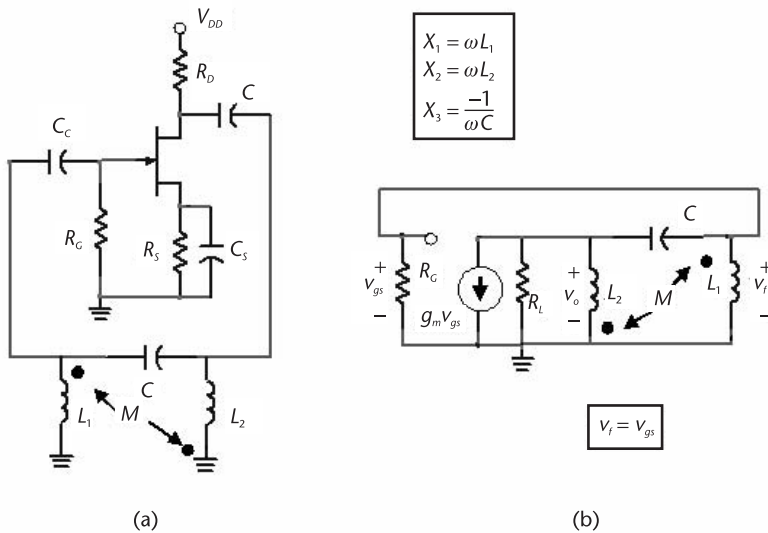 V_DD
R_D
C
C_C
R_G
R_S
C_S
C
L_1
M
L_2
(a)
X_1 = ωL_1
X_2 = ωL_2
X_3 = -1/ωC
C
+
v_gs
−
R_G
g_m v_gs
R_L
+
v_o
−
L_2
M
L_1
+
v_f
−
v_f = v_gs
(b)